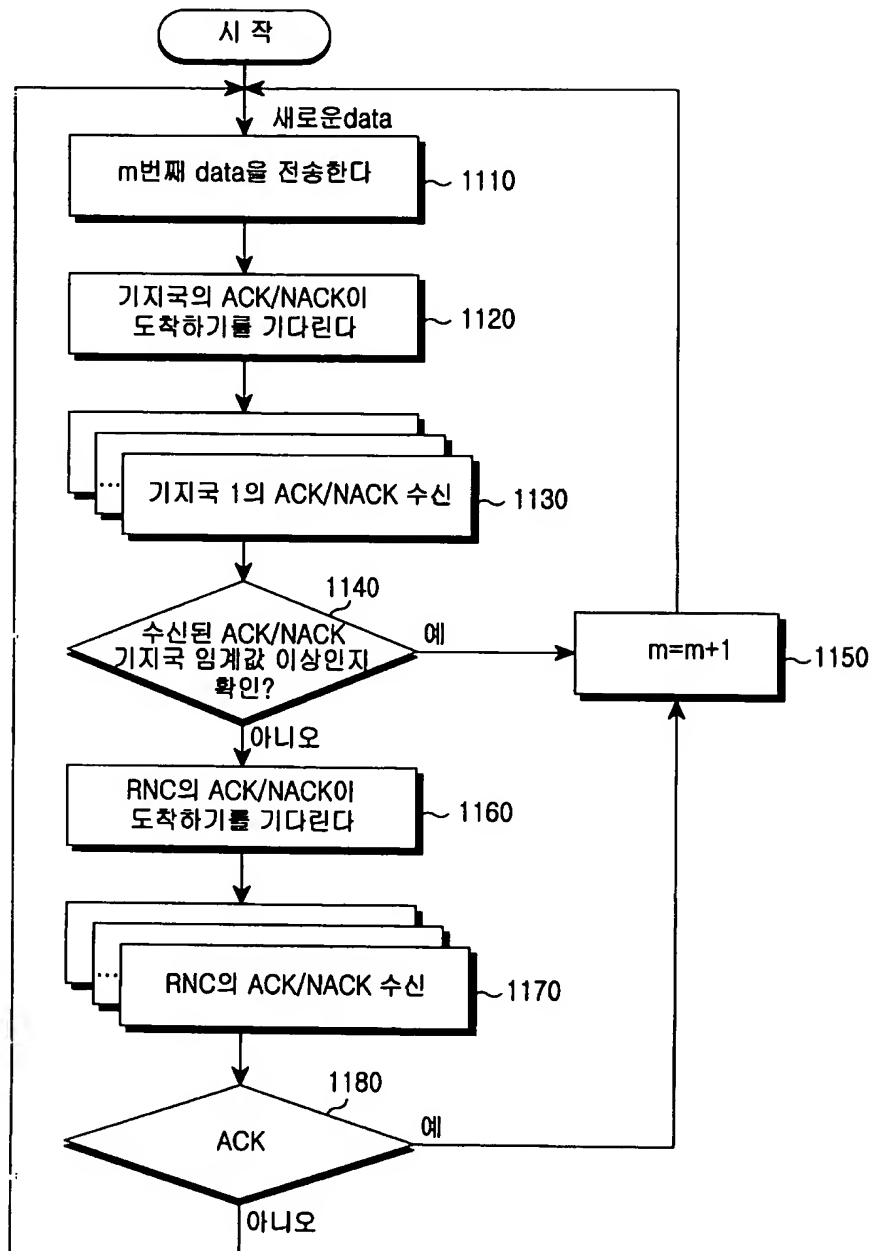 시 작
새로운data
m번째 data을 전송한다
1110
기지국의 ACK/NACK이
도착하기를 기다린다
1120
...
기지국 1의 ACK/NACK 수신
1130
1140
수신된 ACK/NACK
기지국 임계값 이상인지
확인?
예
m=m+1
1150
아니오
RNC의 ACK/NACK이
도착하기를 기다린다
1160
...
RNC의 ACK/NACK 수신
1170
1180
ACK
예
아니오